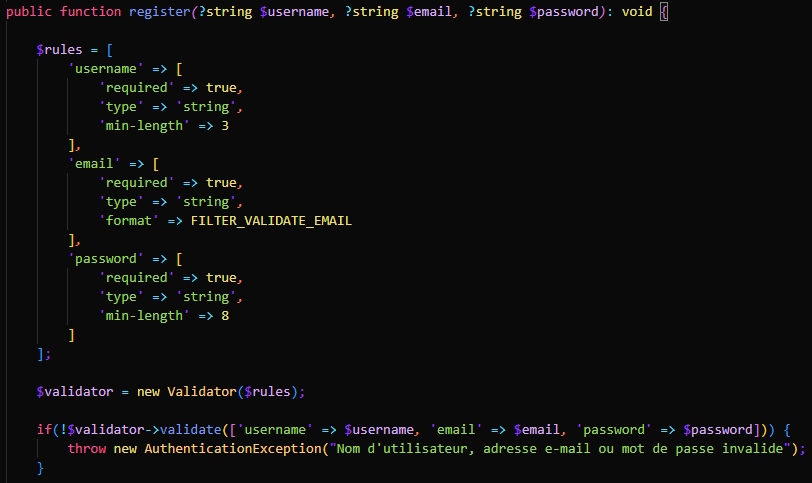 public function register(?string $username, ?string $email, ?string $password): void {
$rules = [
'username' => [
'required' => true,
'type' => 'string',
'min-length' => 3
],
'email' => [
'required' => true,
'type' => 'string',
'format' => FILTER_VALIDATE_EMAIL
],
'password' => [
'required' => true,
'type' => 'string',
'min-length' => 8
]
];
$validator = new Validator($rules);
if(!$validator->validate(['username' => $username, 'email' => $email, 'password' => $password])) {
throw new AuthenticationException("Nom d'utilisateur, adresse e-mail ou mot de passe invalide");
}